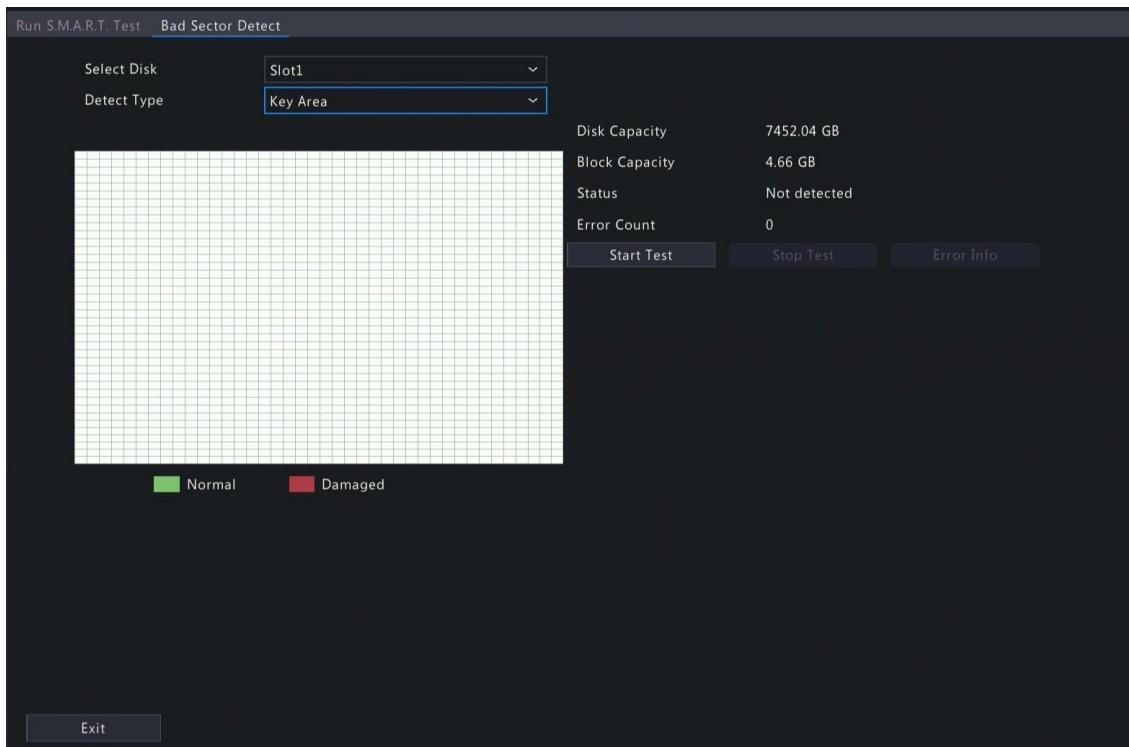 Run S.M.A.R.T. Test Bad Sector Detect
Select Disk Slot1
Detect Type Key Area
Disk Capacity 7452.04 GB
Block Capacity 4.66 GB
Status Not detected
Error Count 0
Start Test Stop Test Error Info
Normal Damaged
Exit